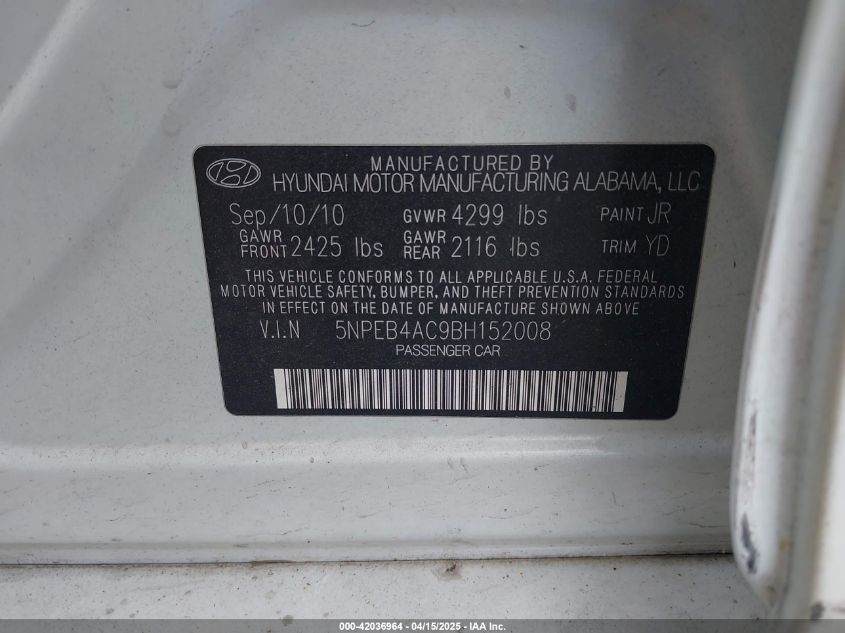 MANUFACTURED BY
HYUNDAI MOTOR MANUFACTURING ALABAMA, LLC
Sep/10/10 GVWR 4299 lbs PAINT JR
GAWR FRONT 2425 lbs GAWR REAR 2116 lbs TRIM YD
THIS VEHICLE CONFORMS TO ALL APPLICABLE U.S.A. FEDERAL
MOTOR VEHICLE SAFETY, BUMPER, AND THEFT PREVENTION STANDARDS
IN EFFECT ON THE DATE OF MANUFACTURE SHOWN ABOVE
V.I.N 5NPEB4AC9BH152008
PASSENGER CAR
000-42036964 - 04/15/2025 - IAA Inc.